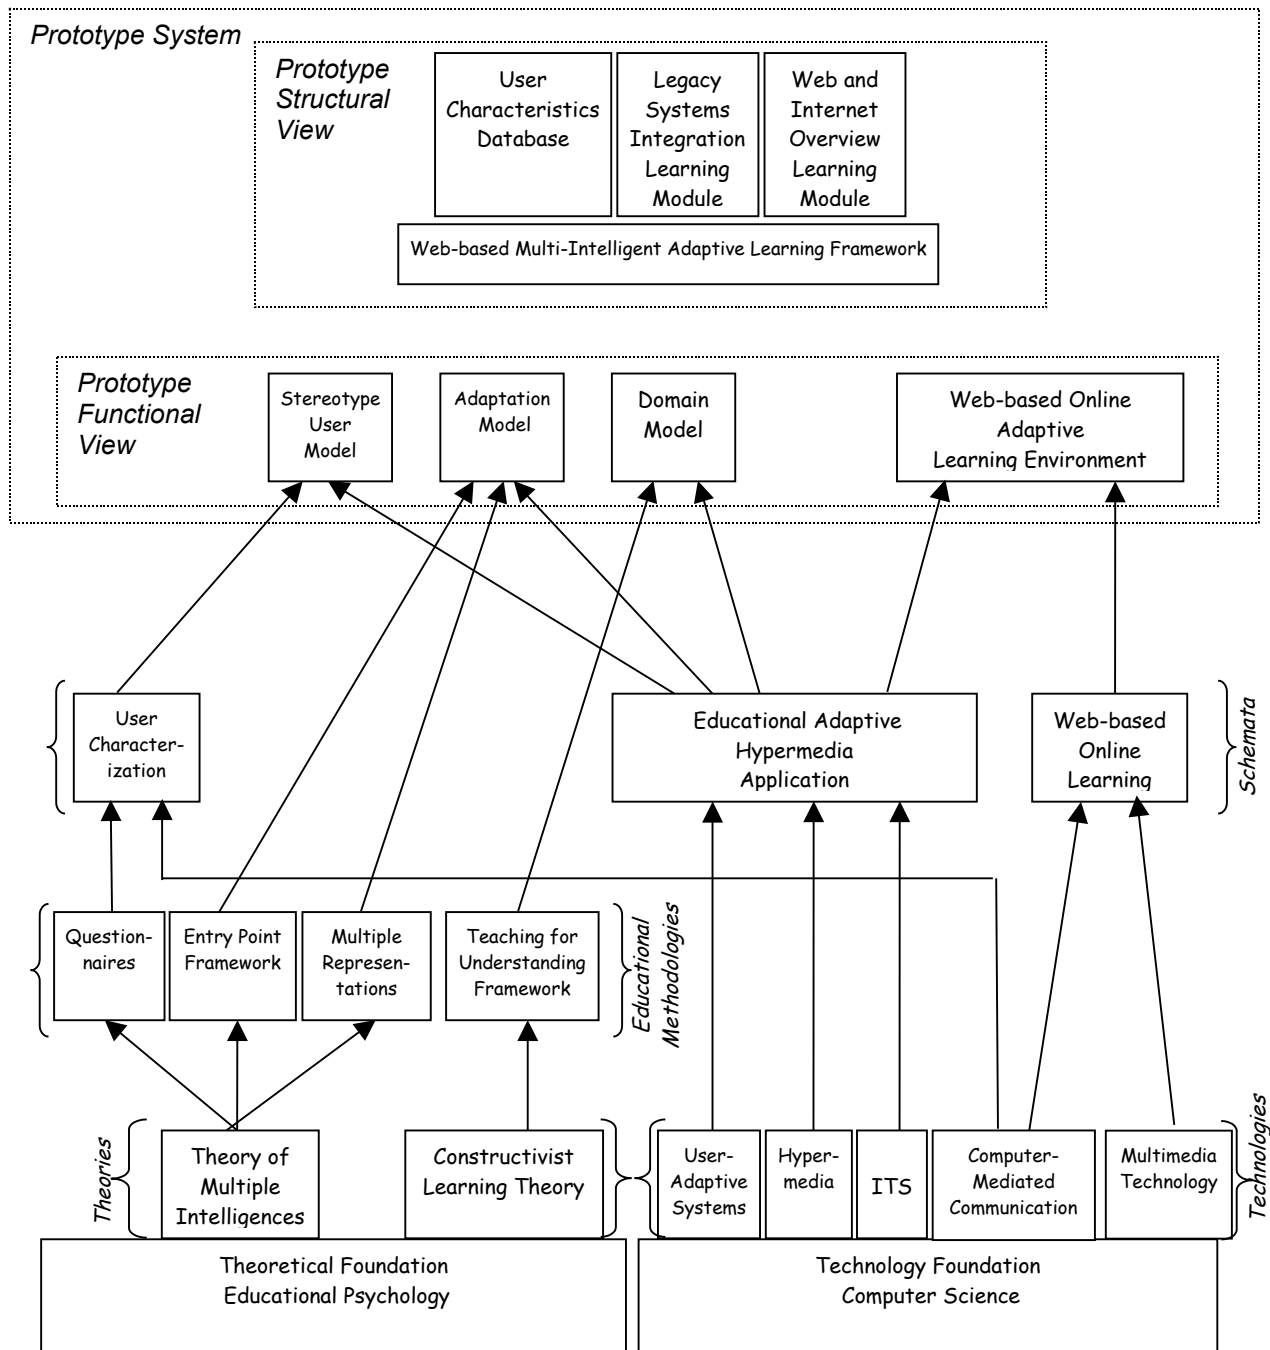 Prototype System
Prototype
Structural
View
User
Characteristics
Database
Legacy
Systems
Integration
Learning
Module
Web and
Internet
Overview
Learning
Module
Web-based Multi-Intelligent Adaptive Learning Framework
Prototype
Functional
View
Stereotype
User
Model
Adaptation
Model
Domain
Model
Web-based Online
Adaptive
Learning Environment
User
Character-
ization
Educational Adaptive
Hypermedia
Application
Web-based
Online
Learning
Schemata
Question-
naires
Entry Point
Framework
Multiple
Represen-
tations
Teaching for
Understanding
Framework
Educational
Methodologies
Theories
Theory of
Multiple
Intelligences
Constructivist
Learning Theory
User-
Adaptive
Systems
Hyper-
media
ITS
Computer-
Mediated
Communication
Multimedia
Technology
Technologies
Theoretical Foundation
Educational Psychology
Technology Foundation
Computer Science